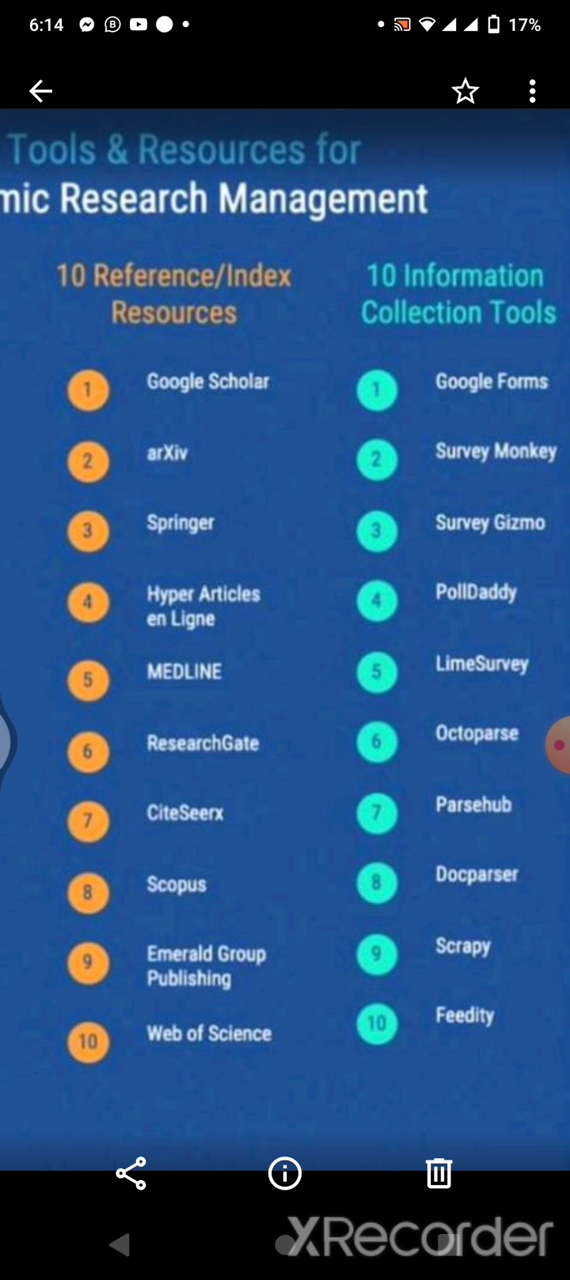 6:14
17%
Tools & Resources for
mic Research Management
10 Reference/Index
Resources
1 Google Scholar
2 arXiv
3 Springer
4 Hyper Articles
en Ligne
5 MEDLINE
6 ResearchGate
7 CiteSeerx
8 Scopus
9 Emerald Group
Publishing
10 Web of Science
10 Information
Collection Tools
1 Google Forms
2 Survey Monkey
3 Survey Gizmo
4 PollDaddy
5 LimeSurvey
6 Octoparse
7 Parsehub
8 Docparser
9 Scrapy
10 Feedity
XRecorder